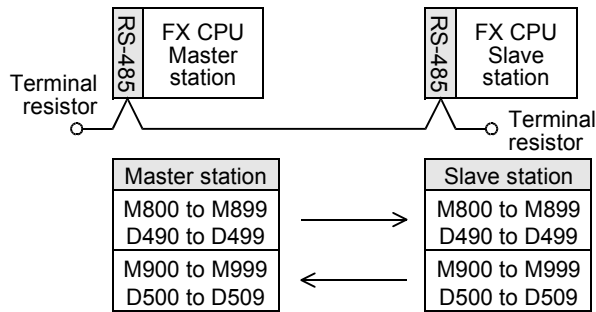 RS-485
FX CPU
Master
station
RS-485
FX CPU
Slave
station
Terminal
resistor
Terminal
resistor
Master station
M800 to M899
D490 to D499
M900 to M999
D500 to D509
Slave station
M800 to M899
D490 to D499
M900 to M999
D500 to D509